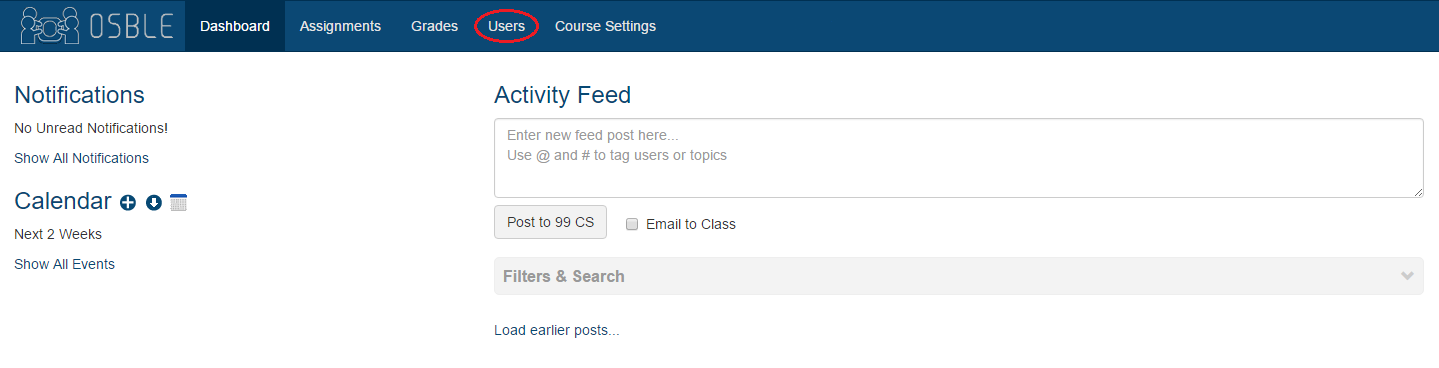 OSBLE Dashboard Assignments Grades Users Course Settings
Notifications
No Unread Notifications!
Show All Notifications
Calendar
Next 2 Weeks
Show All Events
Activity Feed
Enter new feed post here...
Use @ and # to tag users or topics
Post to 99 CS Email to Class
Filters & Search
Load earlier posts...